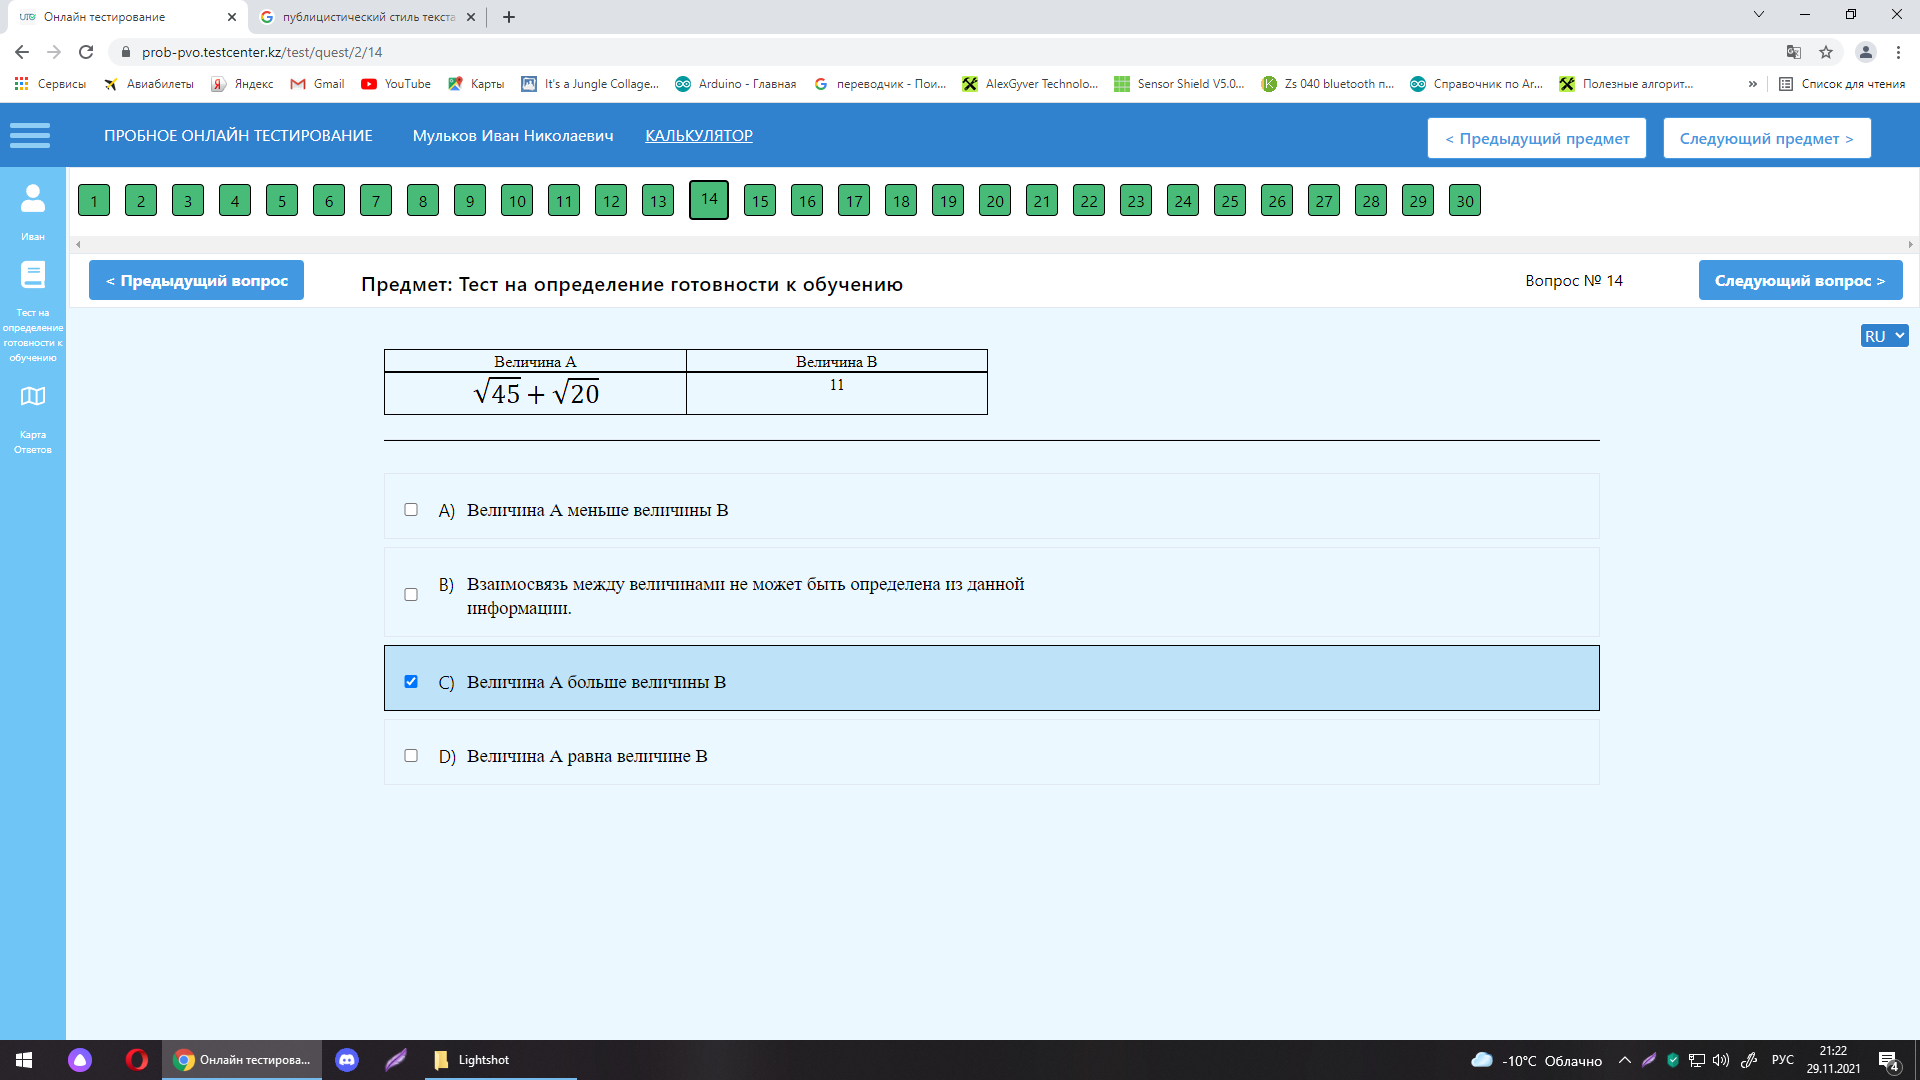 Онлайн тестирование
публицистический стиль текста
prob-pvo.testcenter.kz/test/quest/2/14
Сервисы Авиабилеты Яндекс Gmail YouTube Карты It's a Jungle Collage... Arduino - Главная переводчик - Пои... AlexGyver Technolo... Sensor Shield V5.0... Zs 040 bluetooth п... Справочник по Ar... Полезные алгорит... » Список для чтения
ПРОБНОЕ ОНЛАЙН ТЕСТИРОВАНИЕ Мульков Иван Николаевич КАЛЬКУЛЯТОР < Предыдущий предмет Следующий предмет >
1 2 3 4 5 6 7 8 9 10 11 12 13 14 15 16 17 18 19 20 21 22 23 24 25 26 27 28 29 30
Иван
Тест на
определение
готовности к
обучению
Карта
Ответов
< Предыдущий вопрос Предмет: Тест на определение готовности к обучению Вопрос № 14 Следующий вопрос >
RU
Величина A Величина B
√45 + √20 11
A) Величина A меньше величины B
B) Взаимосвязь между величинами не может быть определена из данной
информации.
C) Величина A больше величины B
D) Величина A равна величине B
Онлайн тестирова... Lightshot -10°C Облачно РУС 21:22
29.11.2021 4